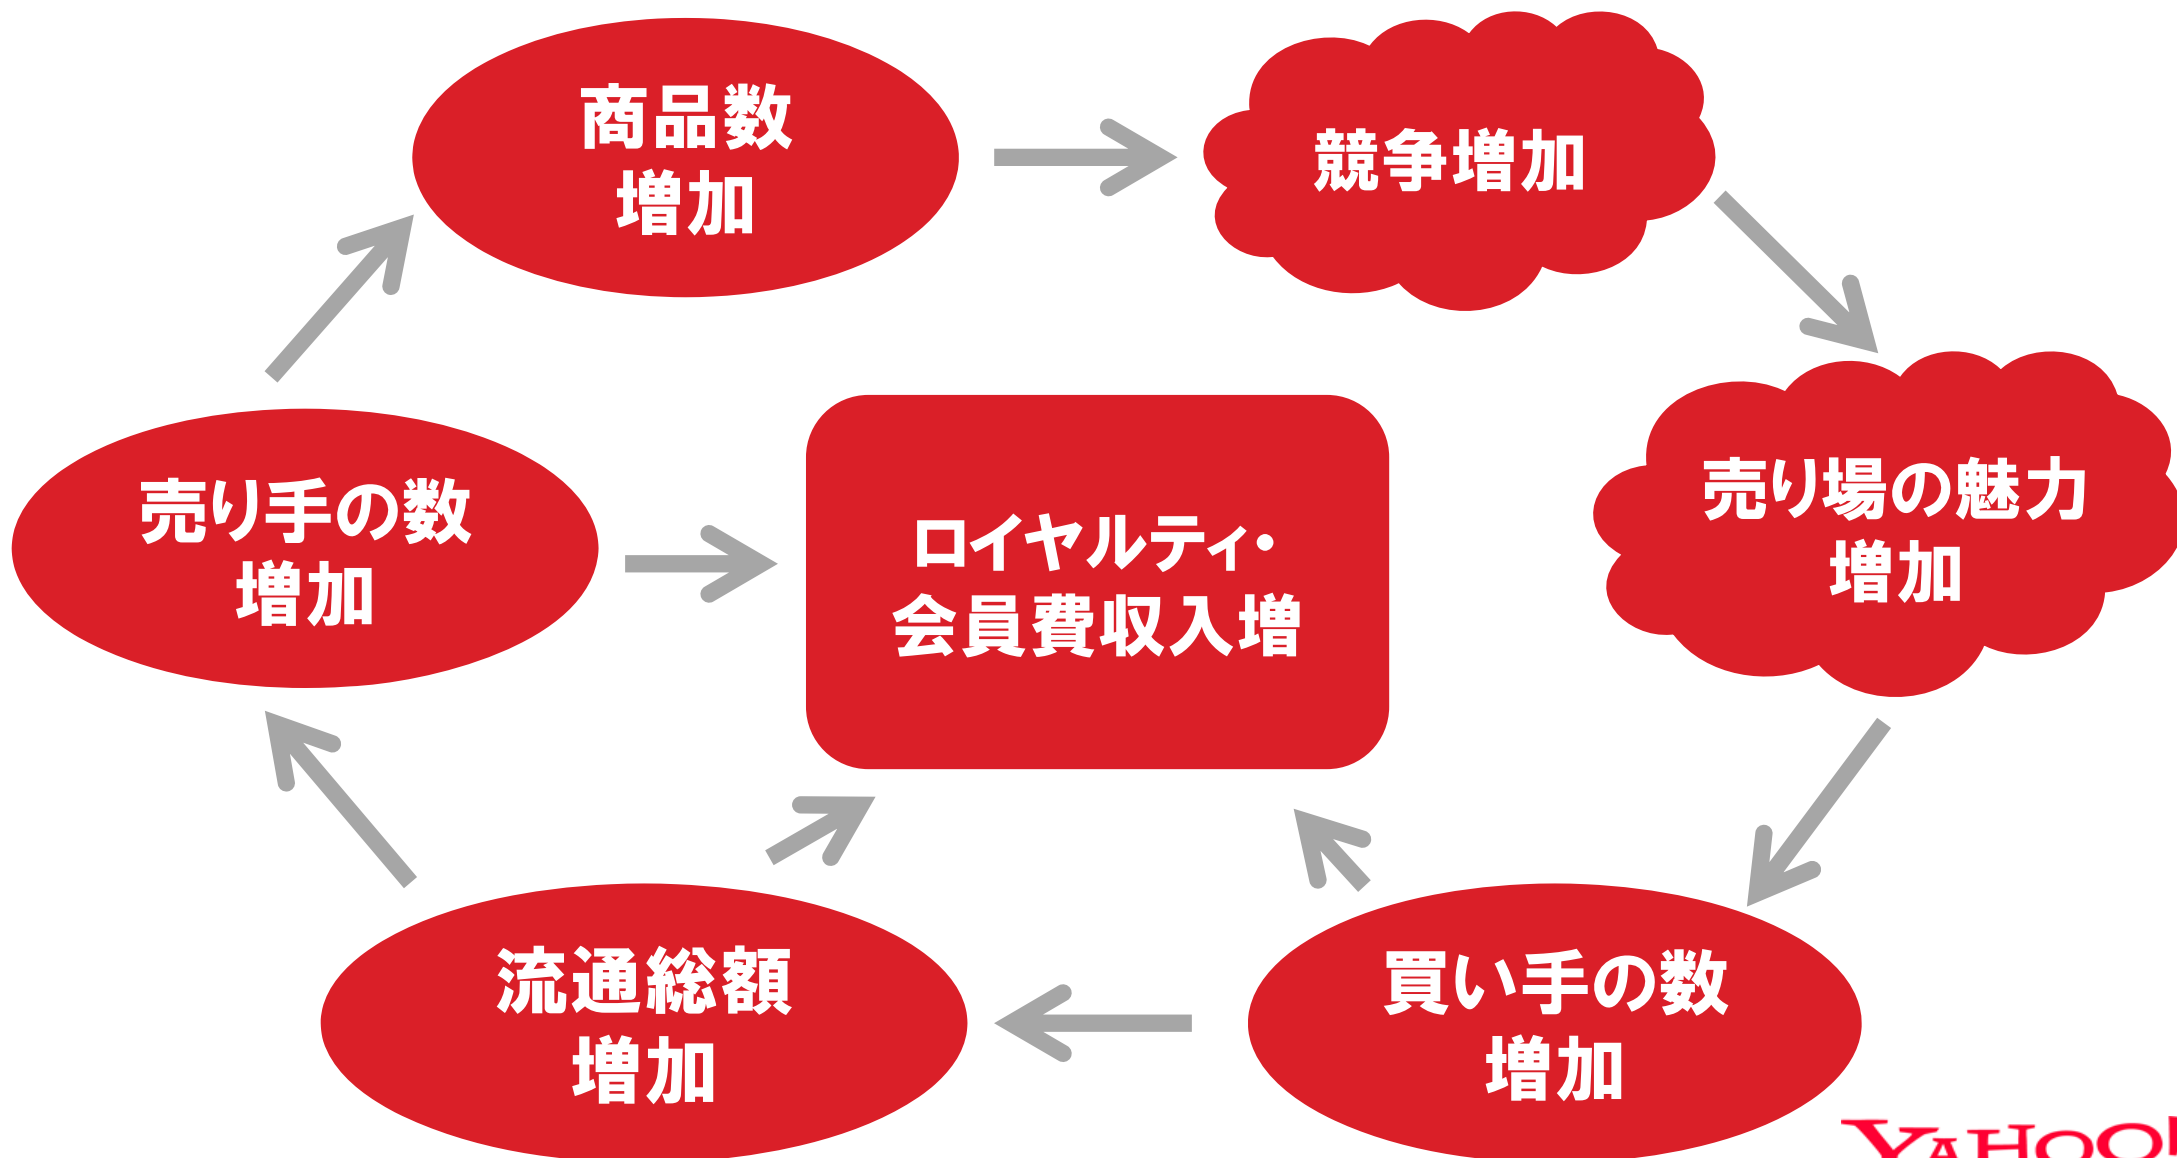 商品数
増加
競争増加
売り手の数
増加
ロイヤルティ・
会員費収入増
売り場の魅力
増加
流通総額
増加
買い手の数
増加
YAHOO!